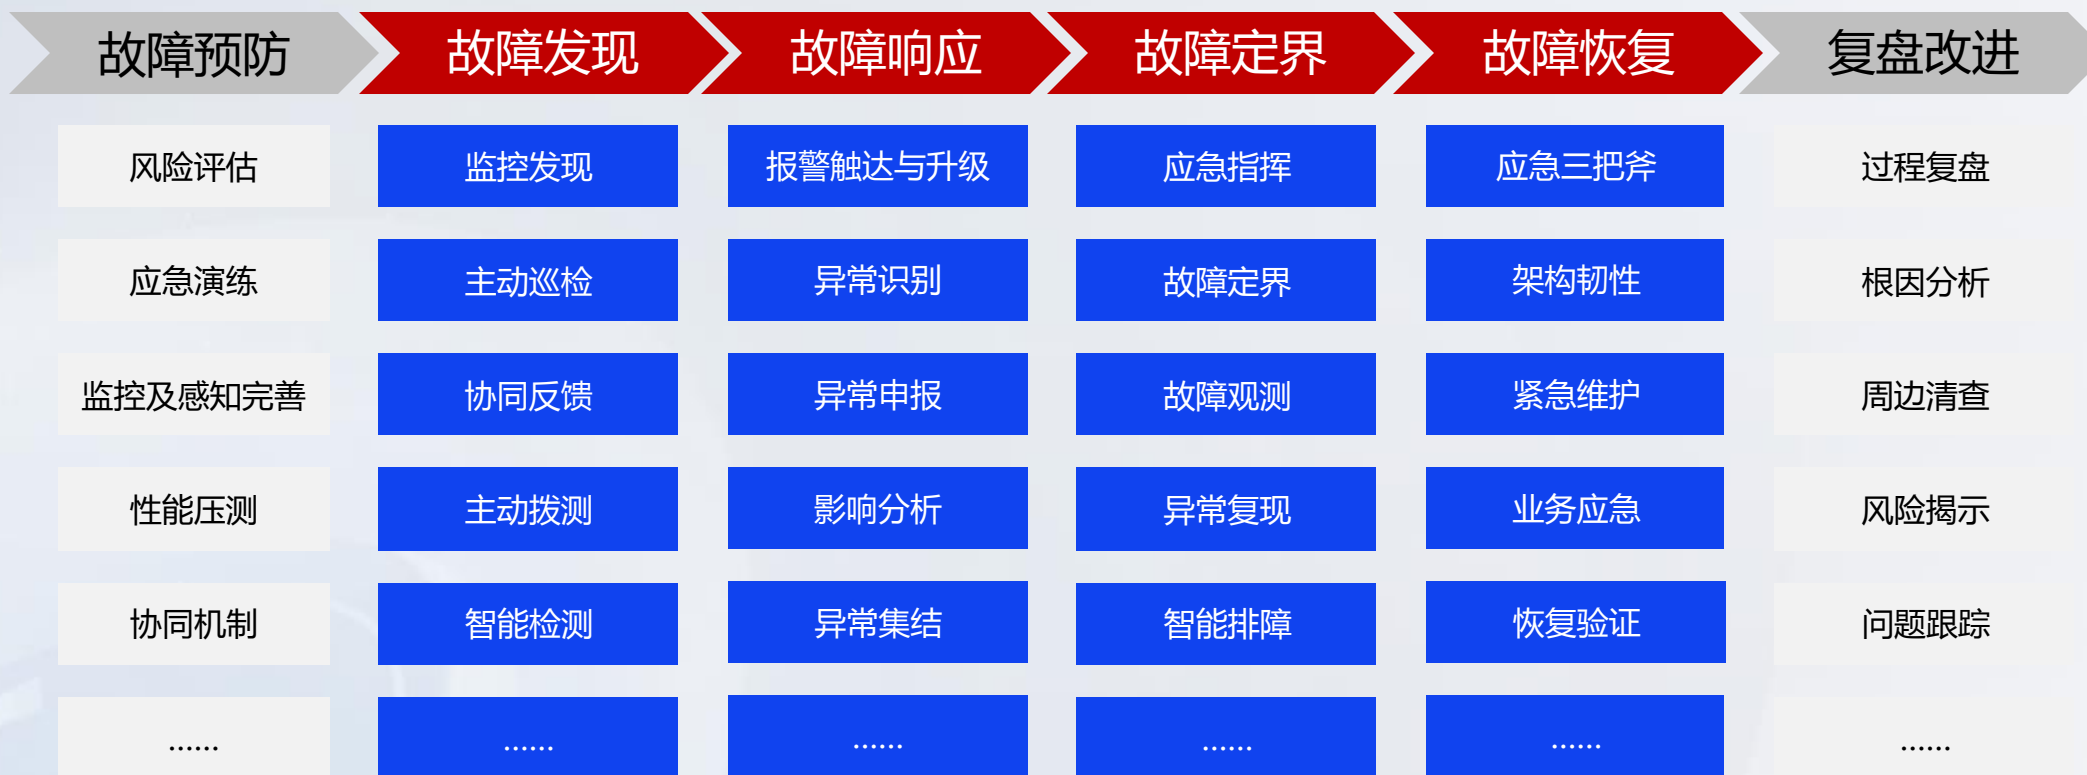 故障预防
故障发现
故障响应
故障定界
故障恢复
复盘改进
风险评估
监控发现
报警触达与升级
应急指挥
应急三把斧
过程复盘
应急演练
主动巡检
异常识别
故障定界
架构韧性
根因分析
监控及感知完善
协同反馈
异常申报
故障观测
紧急维护
周边清查
性能压测
主动拨测
影响分析
异常复现
业务应急
风险揭示
协同机制
智能检测
异常集结
智能排障
恢复验证
问题跟踪
......
......
......
......
......
......